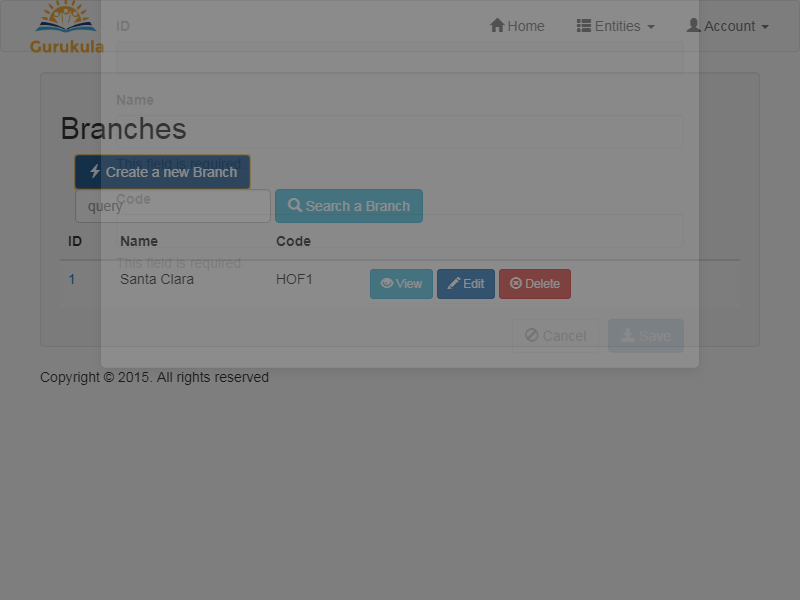 ID
Home
Entities
Account
Gurukula
Name
Branches
This field is required.
Create a new Branch
Code
query
Search a Branch
ID Name Code
This field is required.
1 Santa Clara HOF1 View Edit Delete
Cancel Save
Copyright © 2015. All rights reserved